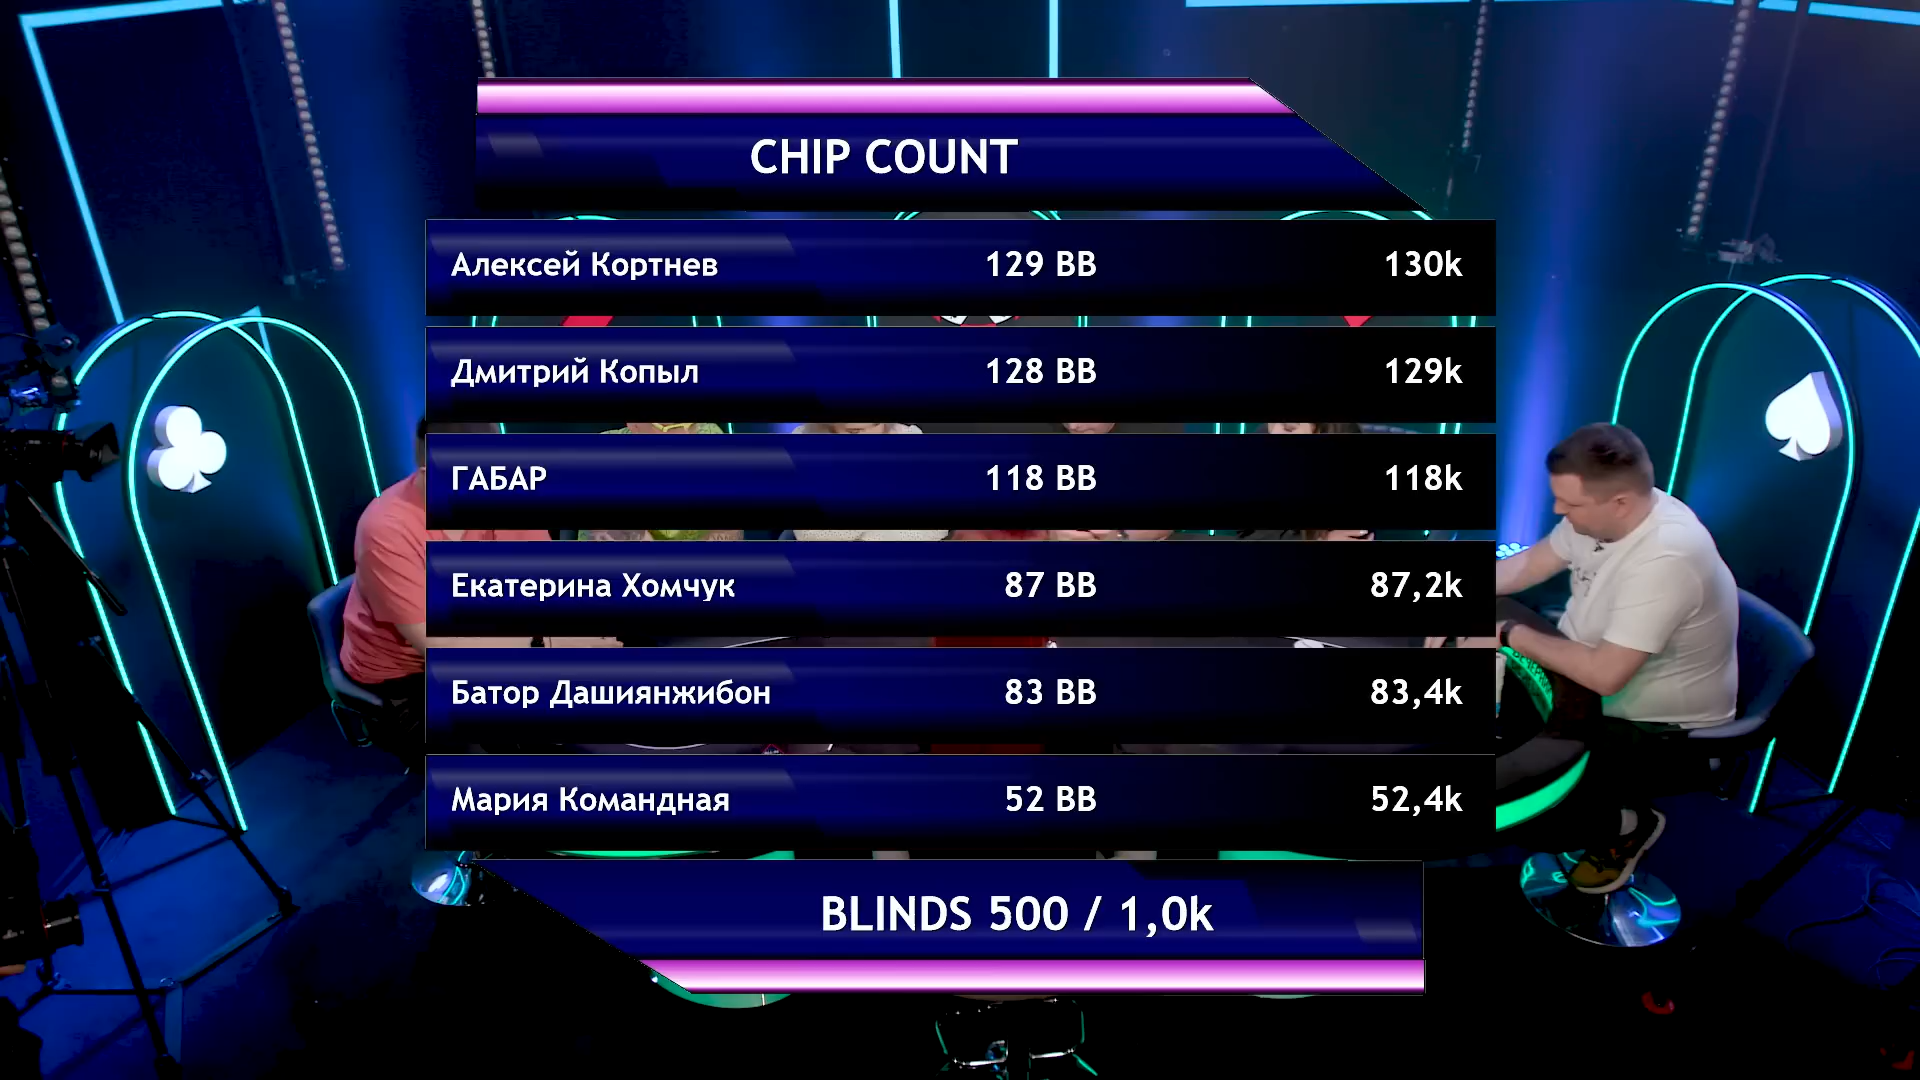 CHIP COUNT
Алексей Кортнев 129 BB 130k
Дмитрий Копыл 128 BB 129k
ГАБАР 118 BB 118k
Екатерина Хомчук 87 BB 87,2k
Батор Дашиянжибон 83 BB 83,4k
Мария Командная 52 BB 52,4k
BLINDS 500 / 1,0k